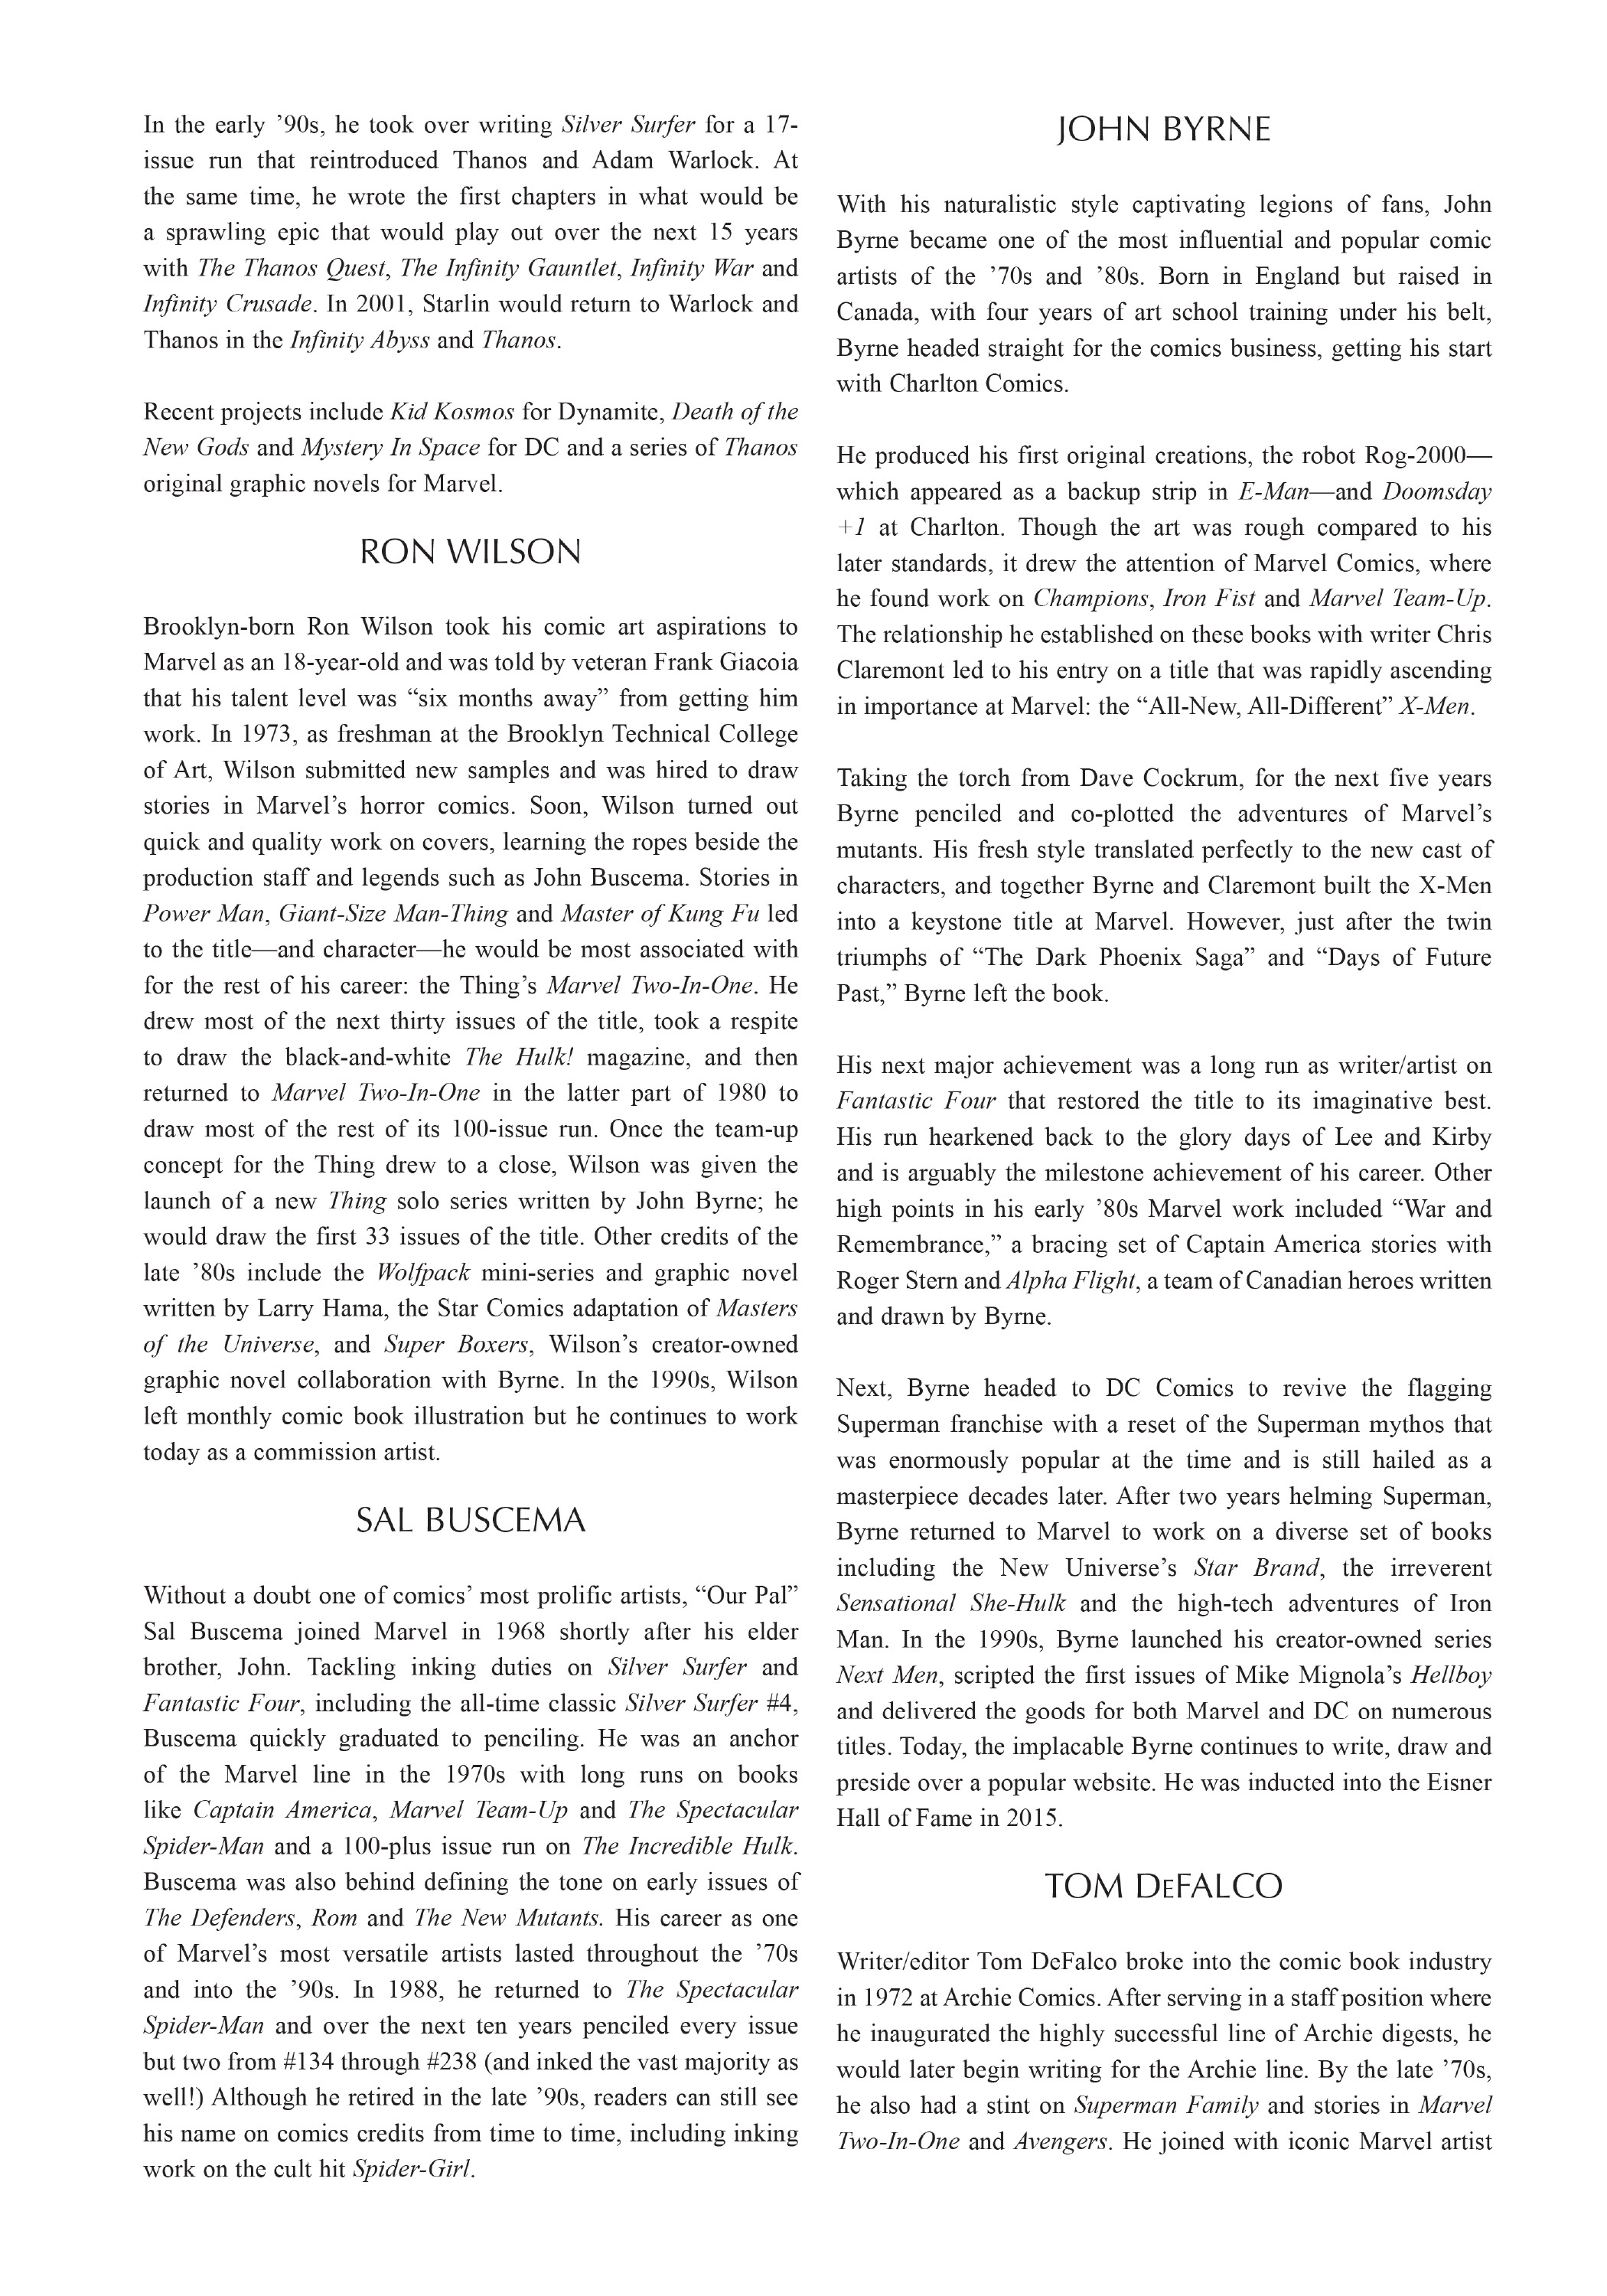 In the early ’90s, he took over writing Silver Surfer for a 17-
issue run that reintroduced Thanos and Adam Warlock. At
the same time, he wrote the first chapters in what would be
a sprawling epic that would play out over the next 15 years
with The Thanos Quest, The Infinity Gauntlet, Infinity War and
Infinity Crusade. In 2001, Starlin would return to Warlock and
Thanos in the Infinity Abyss and Thanos.
Recent projects include Kid Kosmos for Dynamite, Death of the
New Gods and Mystery In Space for DC and a series of Thanos
original graphic novels for Marvel.
RON WILSON
Brooklyn-born Ron Wilson took his comic art aspirations to
Marvel as an 18-year-old and was told by veteran Frank Giacoia
that his talent level was “six months away” from getting him
work. In 1973, as freshman at the Brooklyn Technical College
of Art, Wilson submitted new samples and was hired to draw
stories in Marvel’s horror comics. Soon, Wilson turned out
quick and quality work on covers, learning the ropes beside the
production staff and legends such as John Buscema. Stories in
Power Man, Giant-Size Man-Thing and Master of Kung Fu led
to the title—and character—he would be most associated with
for the rest of his career: the Thing’s Marvel Two-In-One. He
drew most of the next thirty issues of the title, took a respite
to draw the black-and-white The Hulk! magazine, and then
returned to Marvel Two-In-One in the latter part of 1980 to
draw most of the rest of its 100-issue run. Once the team-up
concept for the Thing drew to a close, Wilson was given the
launch of a new Thing solo series written by John Byrne; he
would draw the first 33 issues of the title. Other credits of the
late ’80s include the Wolfpack mini-series and graphic novel
written by Larry Hama, the Star Comics adaptation of Masters
of the Universe, and Super Boxers, Wilson’s creator-owned
graphic novel collaboration with Byrne. In the 1990s, Wilson
left monthly comic book illustration but he continues to work
today as a commission artist.
SAL BUSCEMA
Without a doubt one of comics’ most prolific artists, “Our Pal”
Sal Buscema joined Marvel in 1968 shortly after his elder
brother, John. Tackling inking duties on Silver Surfer and
Fantastic Four, including the all-time classic Silver Surfer #4,
Buscema quickly graduated to penciling. He was an anchor
of the Marvel line in the 1970s with long runs on books
like Captain America, Marvel Team-Up and The Spectacular
Spider-Man and a 100-plus issue run on The Incredible Hulk.
Buscema was also behind defining the tone on early issues of
The Defenders, Rom and The New Mutants. His career as one
of Marvel’s most versatile artists lasted throughout the ’70s
and into the ’90s. In 1988, he returned to The Spectacular
Spider-Man and over the next ten years penciled every issue
but two from #134 through #238 (and inked the vast majority as
well!) Although he retired in the late ’90s, readers can still see
his name on comics credits from time to time, including inking
work on the cult hit Spider-Girl.
JOHN BYRNE
With his naturalistic style captivating legions of fans, John
Byrne became one of the most influential and popular comic
artists of the ’70s and ’80s. Born in England but raised in
Canada, with four years of art school training under his belt,
Byrne headed straight for the comics business, getting his start
with Charlton Comics.
He produced his first original creations, the robot Rog-2000—
which appeared as a backup strip in E-Man—and Doomsday
+1 at Charlton. Though the art was rough compared to his
later standards, it drew the attention of Marvel Comics, where
he found work on Champions, Iron Fist and Marvel Team-Up.
The relationship he established on these books with writer Chris
Claremont led to his entry on a title that was rapidly ascending
in importance at Marvel: the “All-New, All-Different” X-Men.
Taking the torch from Dave Cockrum, for the next five years
Byrne penciled and co-plotted the adventures of Marvel’s
mutants. His fresh style translated perfectly to the new cast of
characters, and together Byrne and Claremont built the X-Men
into a keystone title at Marvel. However, just after the twin
triumphs of “The Dark Phoenix Saga” and “Days of Future
Past,” Byrne left the book.
His next major achievement was a long run as writer/artist on
Fantastic Four that restored the title to its imaginative best.
His run hearkened back to the glory days of Lee and Kirby
and is arguably the milestone achievement of his career. Other
high points in his early ’80s Marvel work included “War and
Remembrance,” a bracing set of Captain America stories with
Roger Stern and Alpha Flight, a team of Canadian heroes written
and drawn by Byrne.
Next, Byrne headed to DC Comics to revive the flagging
Superman franchise with a reset of the Superman mythos that
was enormously popular at the time and is still hailed as a
masterpiece decades later. After two years helming Superman,
Byrne returned to Marvel to work on a diverse set of books
including the New Universe’s Star Brand, the irreverent
Sensational She-Hulk and the high-tech adventures of Iron
Man. In the 1990s, Byrne launched his creator-owned series
Next Men, scripted the first issues of Mike Mignola’s Hellboy
and delivered the goods for both Marvel and DC on numerous
titles. Today, the implacable Byrne continues to write, draw and
preside over a popular website. He was inducted into the Eisner
Hall of Fame in 2015.
TOM DeFALCO
Writer/editor Tom DeFalco broke into the comic book industry
in 1972 at Archie Comics. After serving in a staff position where
he inaugurated the highly successful line of Archie digests, he
would later begin writing for the Archie line. By the late ’70s,
he also had a stint on Superman Family and stories in Marvel
Two-In-One and Avengers. He joined with iconic Marvel artist